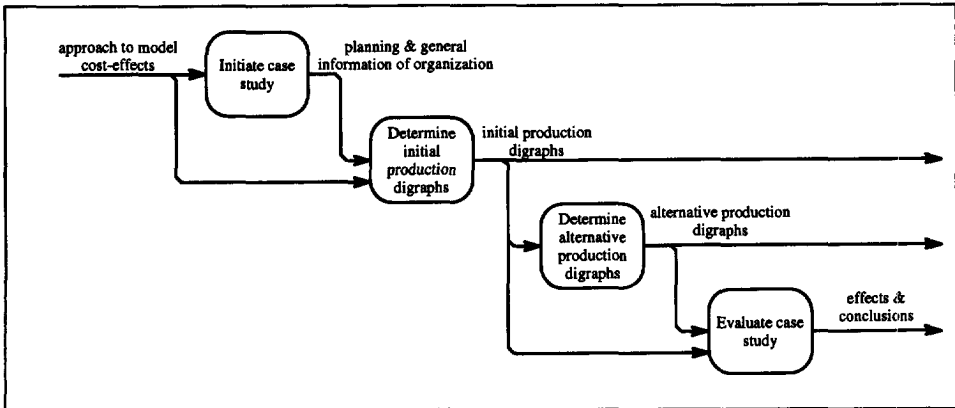 approach to model
cost-effects
Initiate case
study
planning & general
information of organization
Determine
initial
production
digraphs
initial production
digraphs
Determine
alternative
production
digraphs
alternative production
digraphs
Evaluate case
study
effects &
conclusions